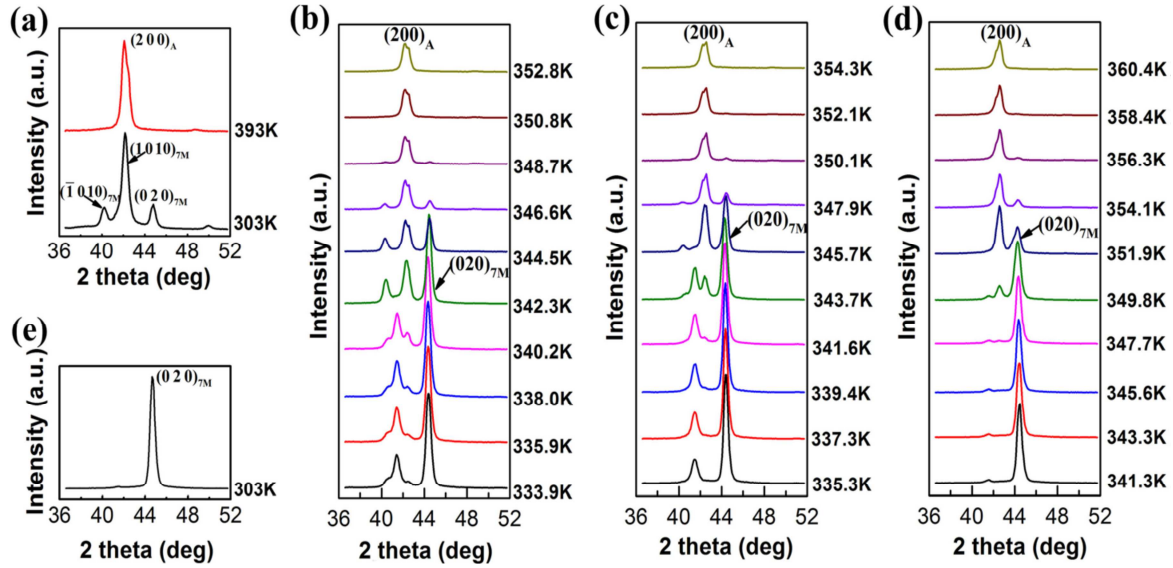 (a)
Intensity (a.u.)
(2 0 0)A
393K
(1 0 1 0)7M
(1̅ 0 10)7M
(0 2 0)7M
303K
36 40 44 48 52
2 theta (deg)
(e)
Intensity (a.u.)
(0 2 0)7M
303K
36 40 44 48 52
2 theta (deg)
(b)
Intensity (a.u.)
(200)A
352.8K
350.8K
348.7K
346.6K
344.5K
(020)7M
342.3K
340.2K
338.0K
335.9K
333.9K
36 40 44 48 52
2 theta (deg)
(c)
Intensity (a.u.)
(200)A
354.3K
352.1K
350.1K
347.9K
(020)7M
345.7K
343.7K
341.6K
339.4K
337.3K
335.3K
36 40 44 48 52
2 theta (deg)
(d)
Intensity (a.u.)
(200)A
360.4K
358.4K
356.3K
354.1K
(020)7M
351.9K
349.8K
347.7K
345.6K
343.3K
341.3K
36 40 44 48 52
2 theta (deg)